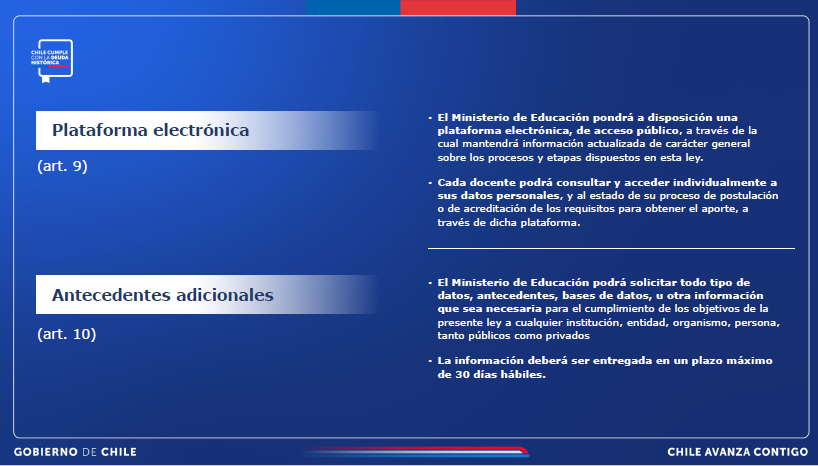 CHILE CUMPLE
CON LA DEUDA
HISTÓRICA
Plataforma electrónica
(art. 9)
- El Ministerio de Educación pondrá a disposición una
plataforma electrónica, de acceso público, a través de la
cual mantendrá información actualizada de carácter general
sobre los procesos y etapas dispuestos en esta ley.
- Cada docente podrá consultar y acceder individualmente a
sus datos personales, y al estado de su proceso de postulación
o de acreditación de los requisitos para obtener el aporte, a
través de dicha plataforma.
Antecedentes adicionales
(art. 10)
- El Ministerio de Educación podrá solicitar todo tipo de
datos, antecedentes, bases de datos, u otra información
que sea necesaria para el cumplimiento de los objetivos de la
presente ley a cualquier institución, entidad, organismo, persona,
tanto públicos como privados
- La información deberá ser entregada en un plazo máximo
de 30 días hábiles.
GOBIERNO DE CHILE
CHILE AVANZA CONTIGO